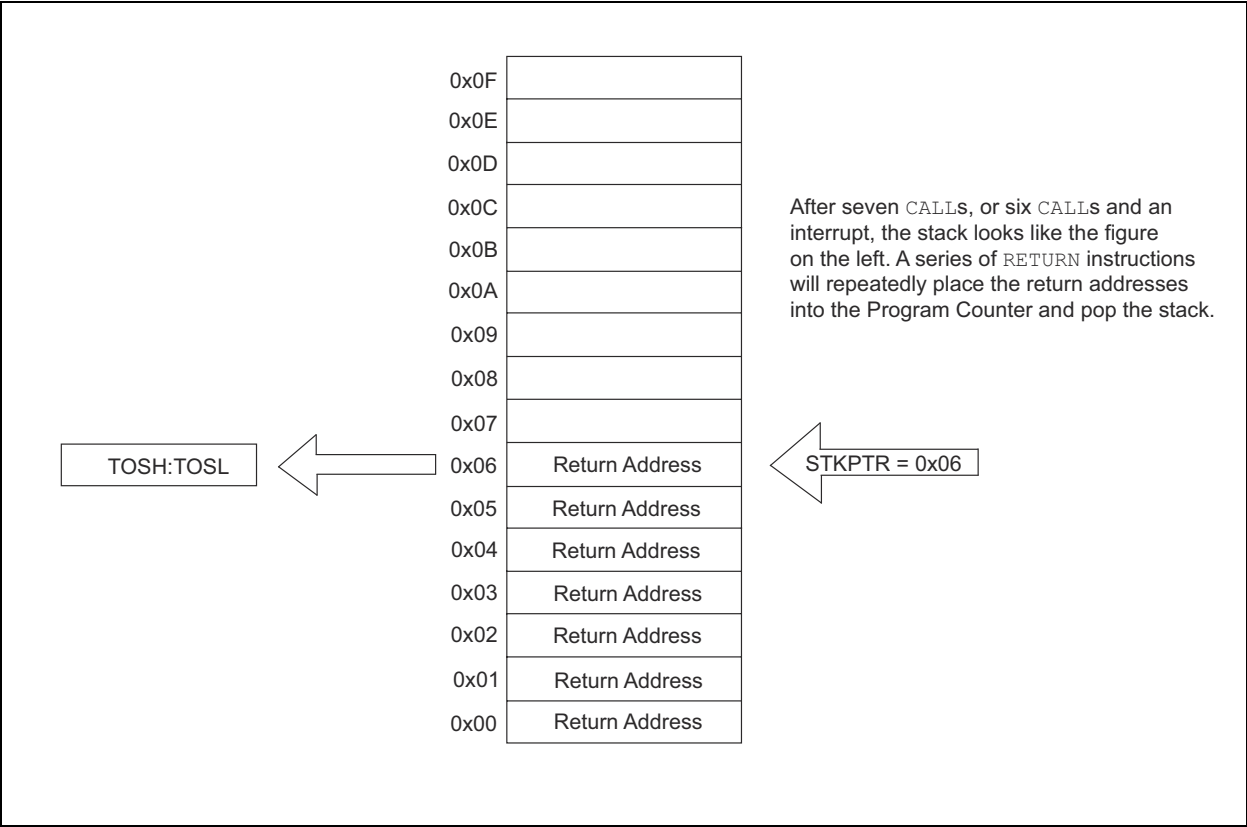 0x0F
0x0E
0x0D
0x0C
0x0B
0x0A
0x09
0x08
0x07
TOSH:TOSL
0x06 Return Address
STKPTR = 0x06
0x05 Return Address
0x04 Return Address
0x03 Return Address
0x02 Return Address
0x01 Return Address
0x00 Return Address
After seven CALLs, or six CALLs and an
interrupt, the stack looks like the figure
on the left. A series of RETURN instructions
will repeatedly place the return addresses
into the Program Counter and pop the stack.